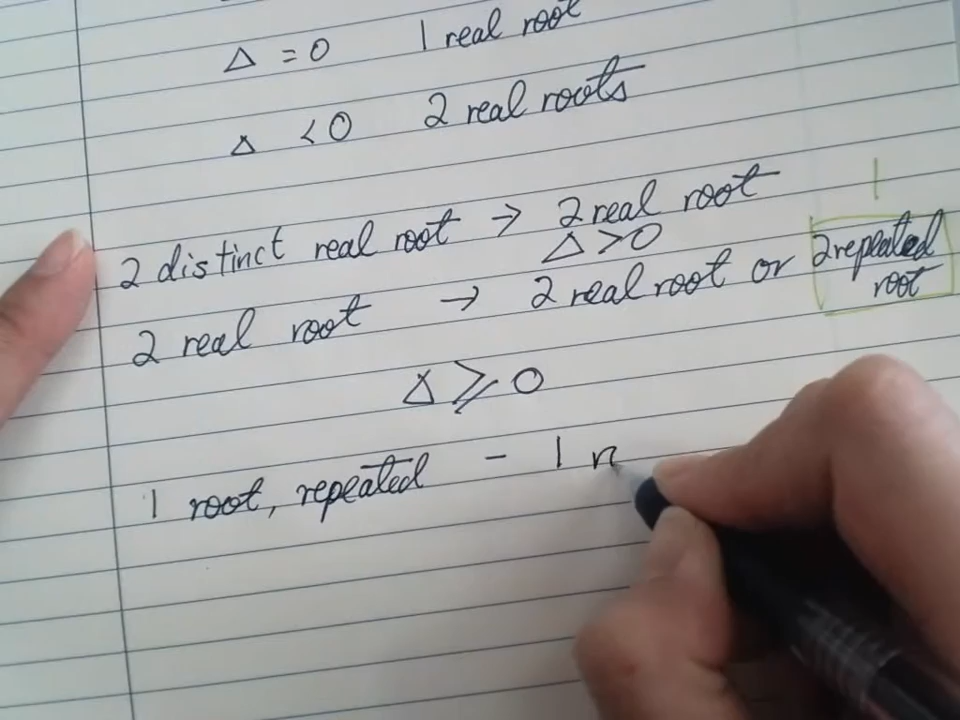 Δ = 0 1 real root
Δ < 0 2 real roots
2 distinct real root → 2 real root
Δ > 0
1
2 real root → 2 real root or 2 repeated
root
Δ ⩾ 0
1 root, repeated - 1 r